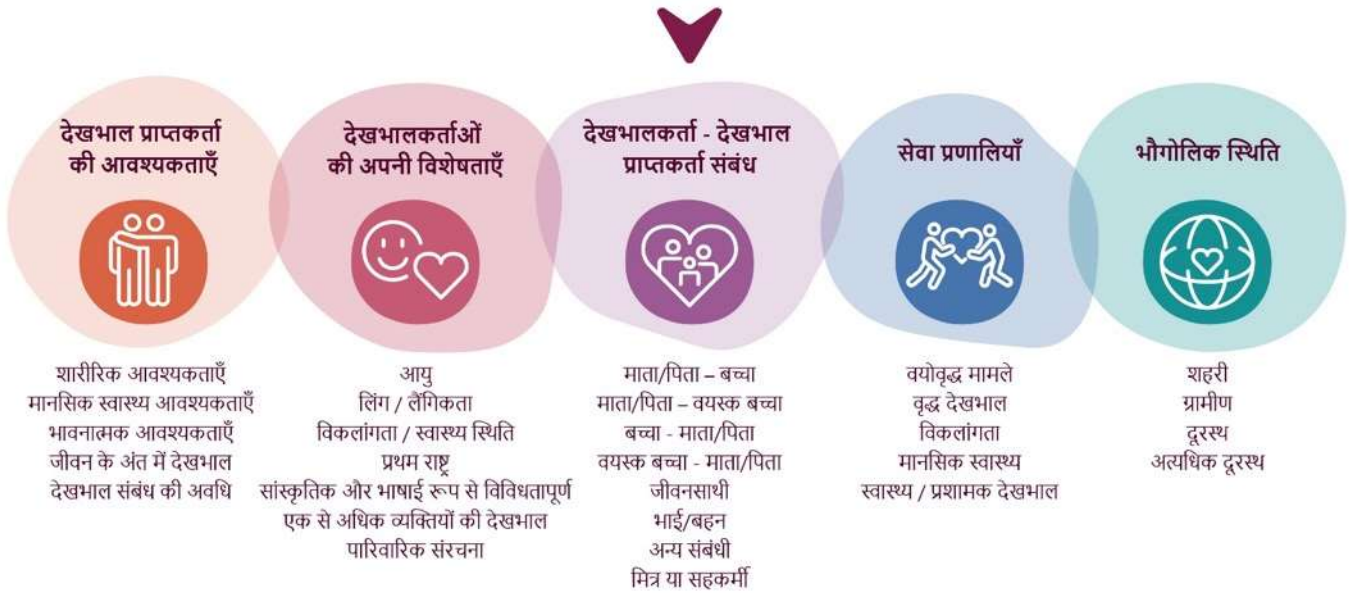 देखभाल प्राप्तकर्ता
की आवश्यकताएँ
शारीरिक आवश्यकताएँ
मानसिक स्वास्थ्य आवश्यकताएँ
भावनात्मक आवश्यकताएँ
जीवन के अंत में देखभाल
देखभाल संबंध की अवधि
देखभालकर्ताओं
की अपनी विशेषताएँ
आयु
लिंग / लैंगिकता
विकलांगता / स्वास्थ्य स्थिति
प्रथम राष्ट्र
सांस्कृतिक और भाषाई रूप से विविधतापूर्ण
एक से अधिक व्यक्तियों की देखभाल
पारिवारिक संरचना
देखभालकर्ता - देखभाल
प्राप्तकर्ता संबंध
माता/पिता – बच्चा
माता/पिता – वयस्क बच्चा
बच्चा - माता/पिता
वयस्क बच्चा - माता/पिता
जीवनसाथी
भाई/बहन
अन्य संबंधी
मित्र या सहकर्मी
सेवा प्रणालियाँ
वयोवृद्ध मामले
वृद्ध देखभाल
विकलांगता
मानसिक स्वास्थ्य
स्वास्थ्य / प्रशामक देखभाल
भौगोलिक स्थिति
शहरी
ग्रामीण
दूरस्थ
अत्यधिक दूरस्थ